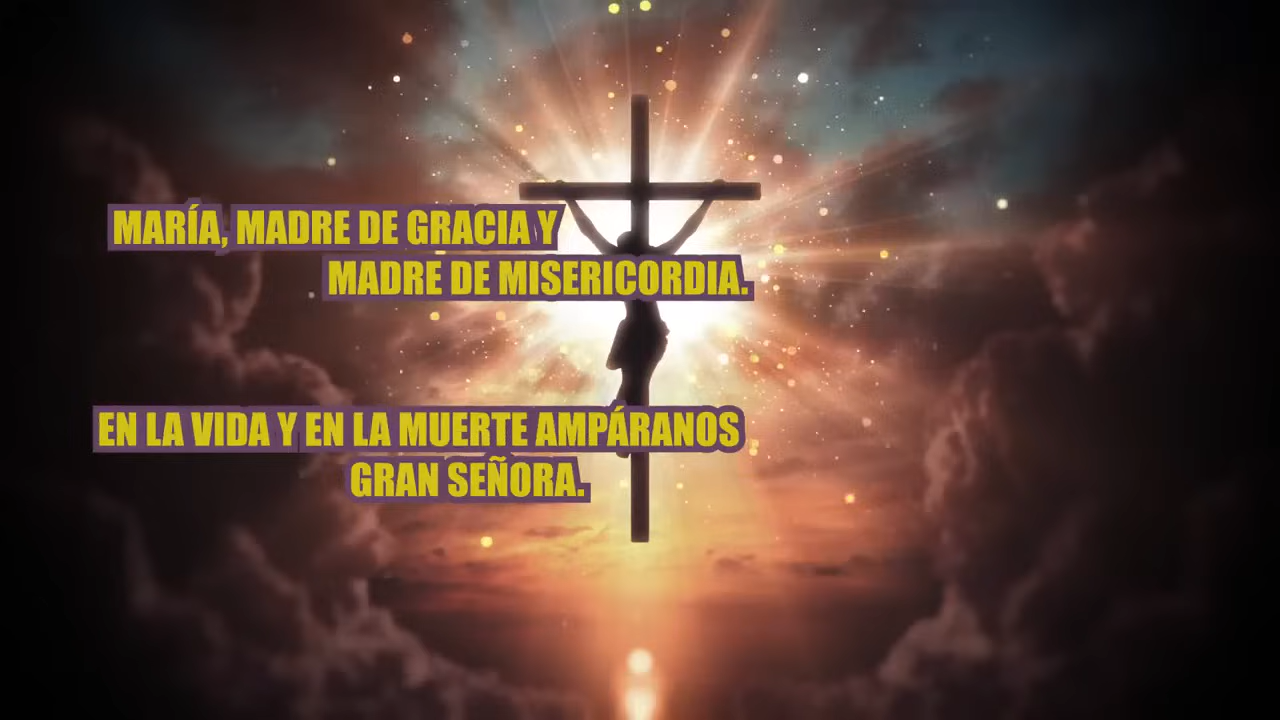 MARÍA, MADRE DE GRACIA Y
MADRE DE MISERICORDIA.
EN LA VIDA Y EN LA MUERTE AMPÁRANOS
GRAN SEÑORA.